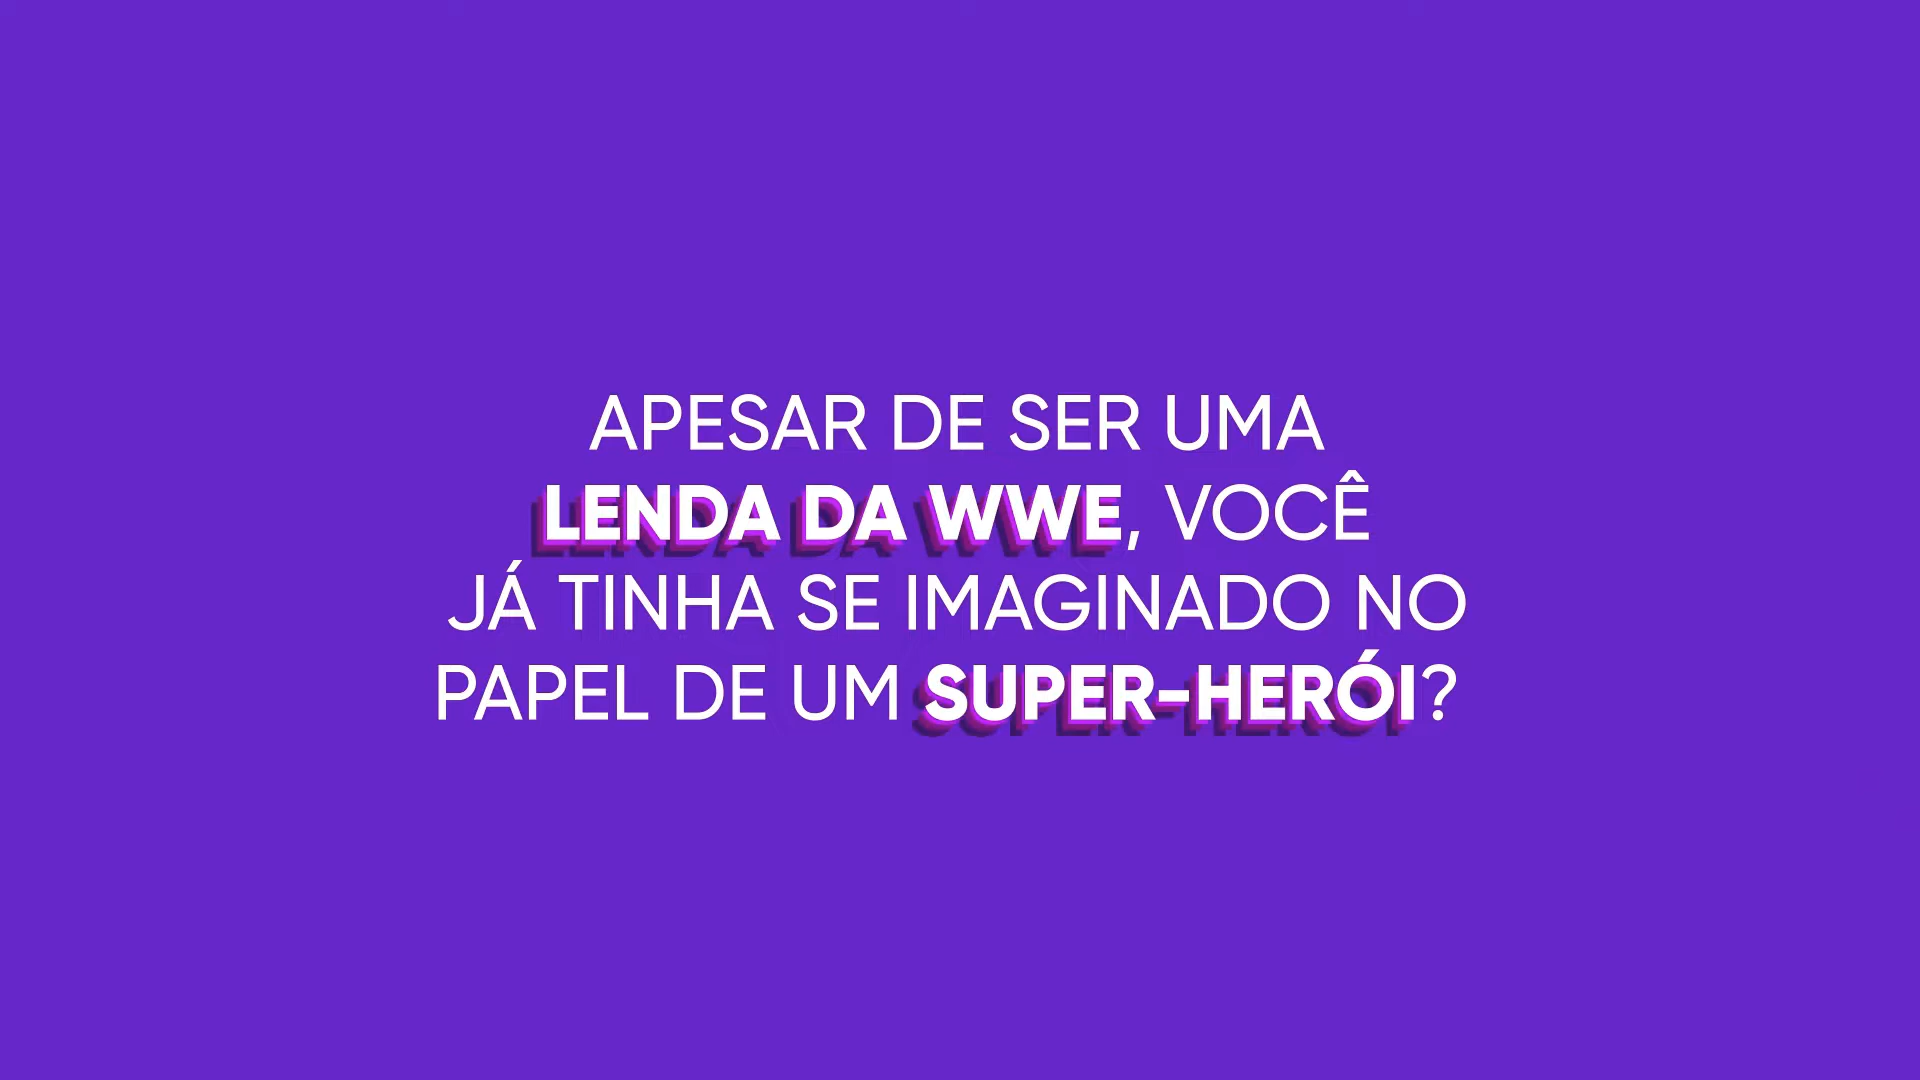 APESAR DE SER UMA
LENDA DA WWE, VOCÊ
JÁ TINHA SE IMAGINADO NO
PAPEL DE UM SUPER-HERÓI?